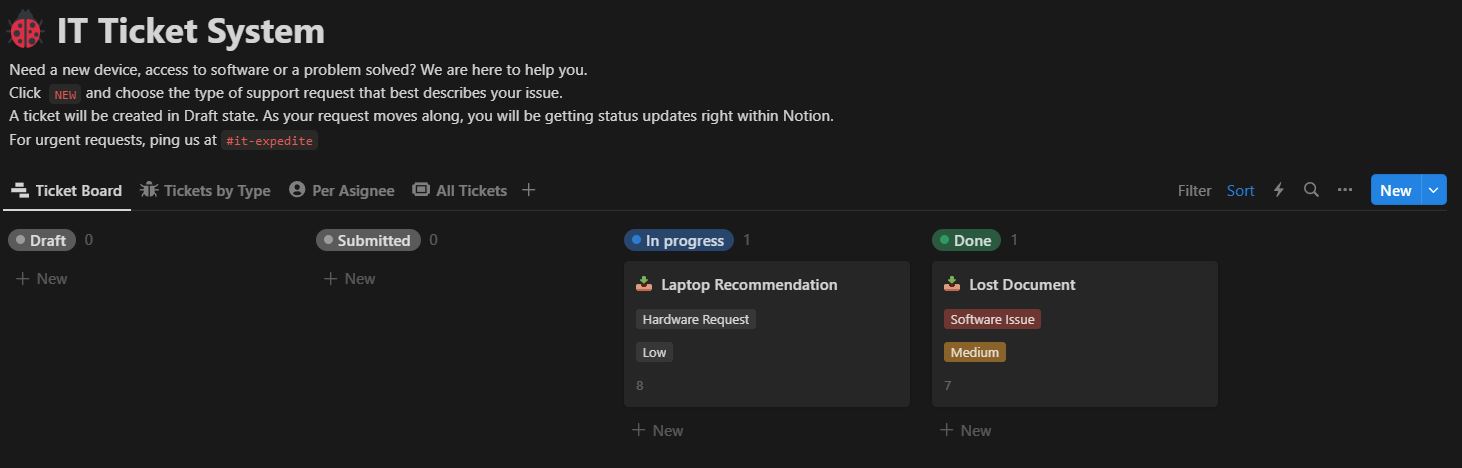 IT Ticket System
Need a new device, access to software or a problem solved? We are here to help you.
Click NEW and choose the type of support request that best describes your issue.
A ticket will be created in Draft state. As your request moves along, you will be getting status updates right within Notion.
For urgent requests, ping us at #it-expedite
Ticket Board Tickets by Type Per Asignee All Tickets Filter Sort New
Draft 0 Submitted 0 In progress 1 Done 1
New New
Laptop Recommendation Lost Document
Hardware Request Software Issue
Low Medium
8 7
New New